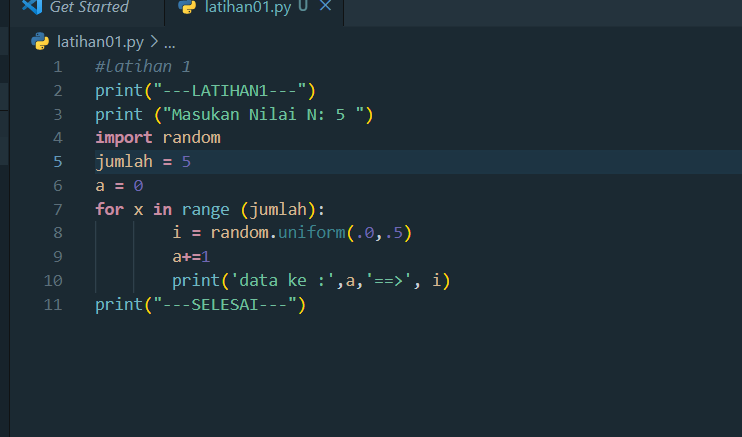 Get Started
latihan01.py U
latihan01.py > ...
1 #latihan 1
2 print("---LATIHAN1---")
3 print ("Masukan Nilai N: 5 ")
4 import random
5 jumlah = 5
6 a = 0
7 for x in range (jumlah):
8 i = random.uniform(.0,.5)
9 a+=1
10 print('data ke :',a,'==>', i)
11 print("---SELESAI---")